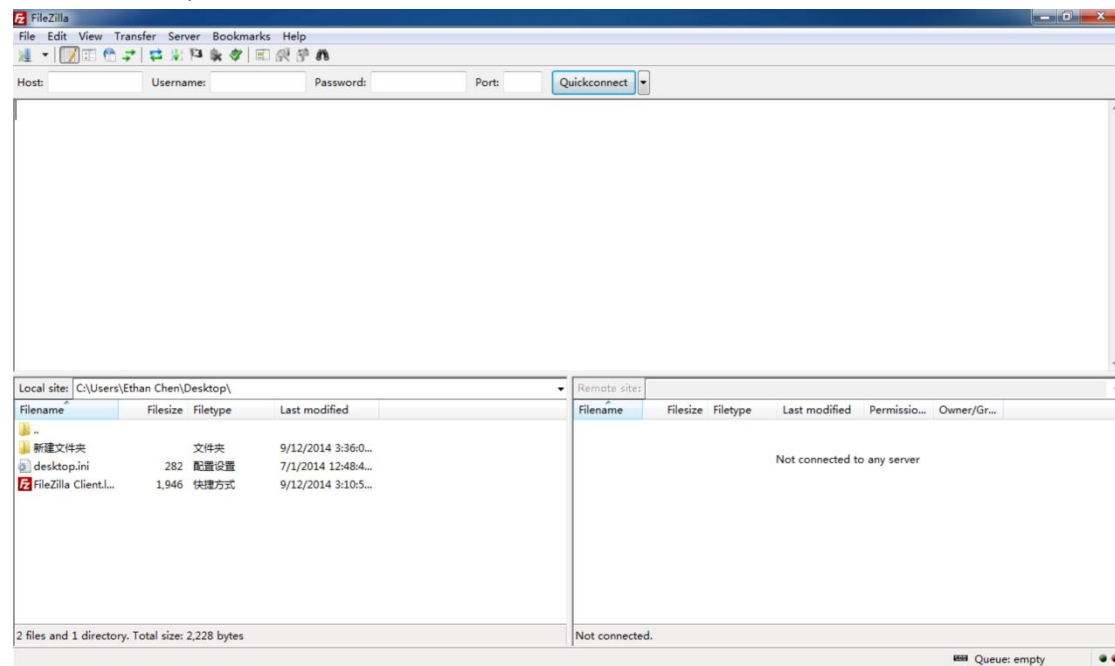 FileZilla
File Edit View Transfer Server Bookmarks Help
Host: Username: Password: Port: Quickconnect
Local site: C:\Users\Ethan Chen\Desktop\ Remote site:
Filename Filesize Filetype Last modified Filename Filesize Filetype Last modified Permissio... Owner/Gr...
..
新建文件夹 文件夹 9/12/2014 3:36:0...
desktop.ini 282 配置设置 7/1/2014 12:48:4...
Not connected to any server
FileZilla Client.l... 1,946 快捷方式 9/12/2014 3:10:5...
2 files and 1 directory. Total size: 2,228 bytes Not connected.
Queue: empty